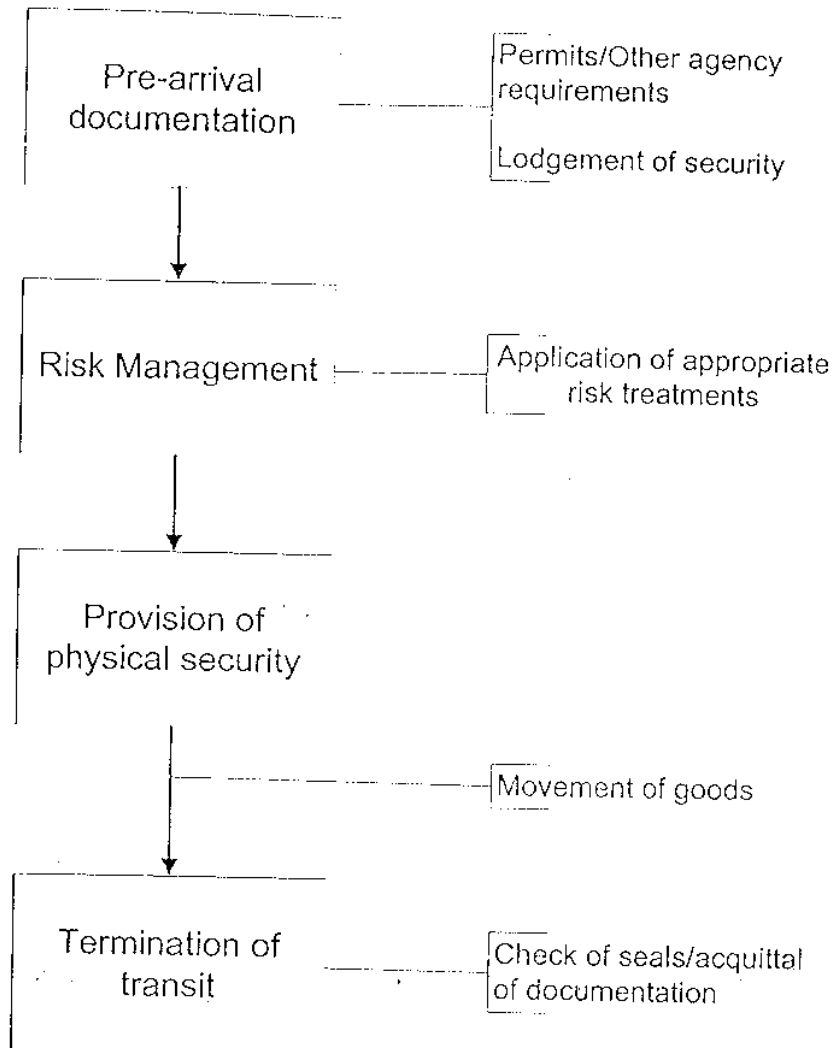 Pre-arrival
documentation
Permits/Other agency
requirements
Lodgement of security
Risk Management
Application of appropriate
risk treatments
Provision of
physical security
Movement of goods
Termination of
transit
Check of seals/acquittal
of documentation